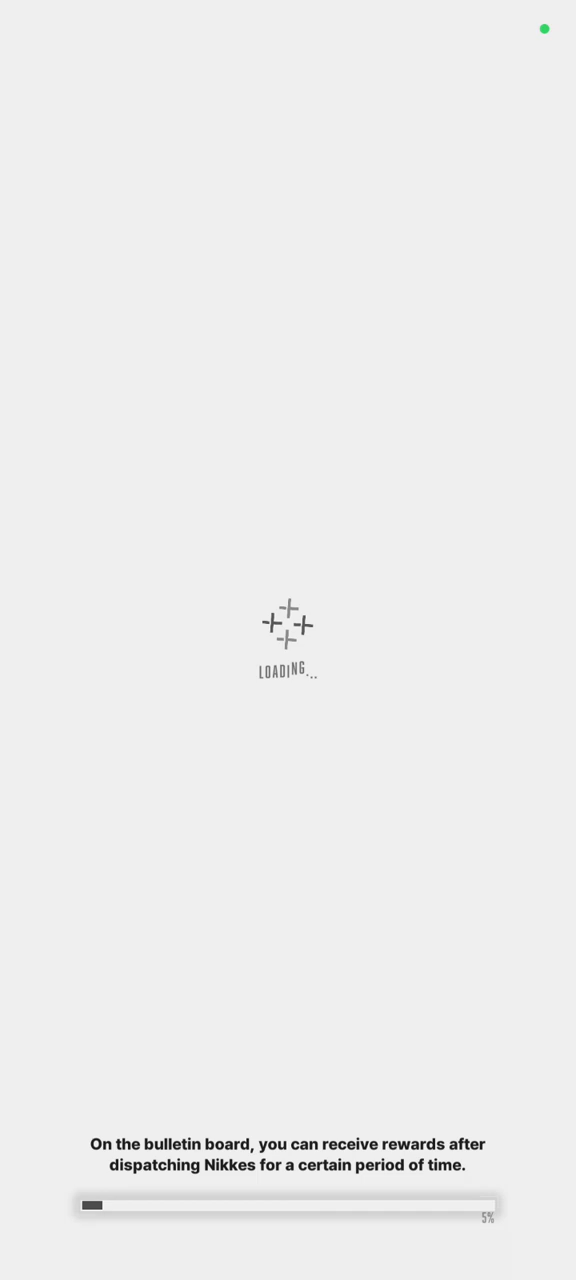 LOADING...
On the bulletin board, you can receive rewards after
dispatching Nikkes for a certain period of time.
5%